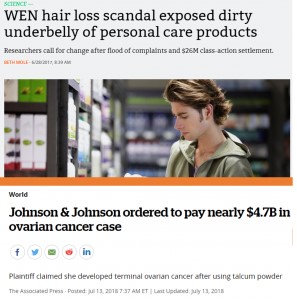 SCIENCE —
WEN hair loss scandal exposed dirty
underbelly of personal care products
Researchers call for change after flood of complaints and $26M class-action settlement.
BETH MOLE - 6/28/2017, 8:34 AM
World
Johnson & Johnson ordered to pay nearly $4.7B in
ovarian cancer case
Plaintiff claimed she developed terminal ovarian cancer after using talcum powder
The Associated Press · Posted: Jul 13, 2018 7:37 AM ET | Last Updated: July 13, 2018